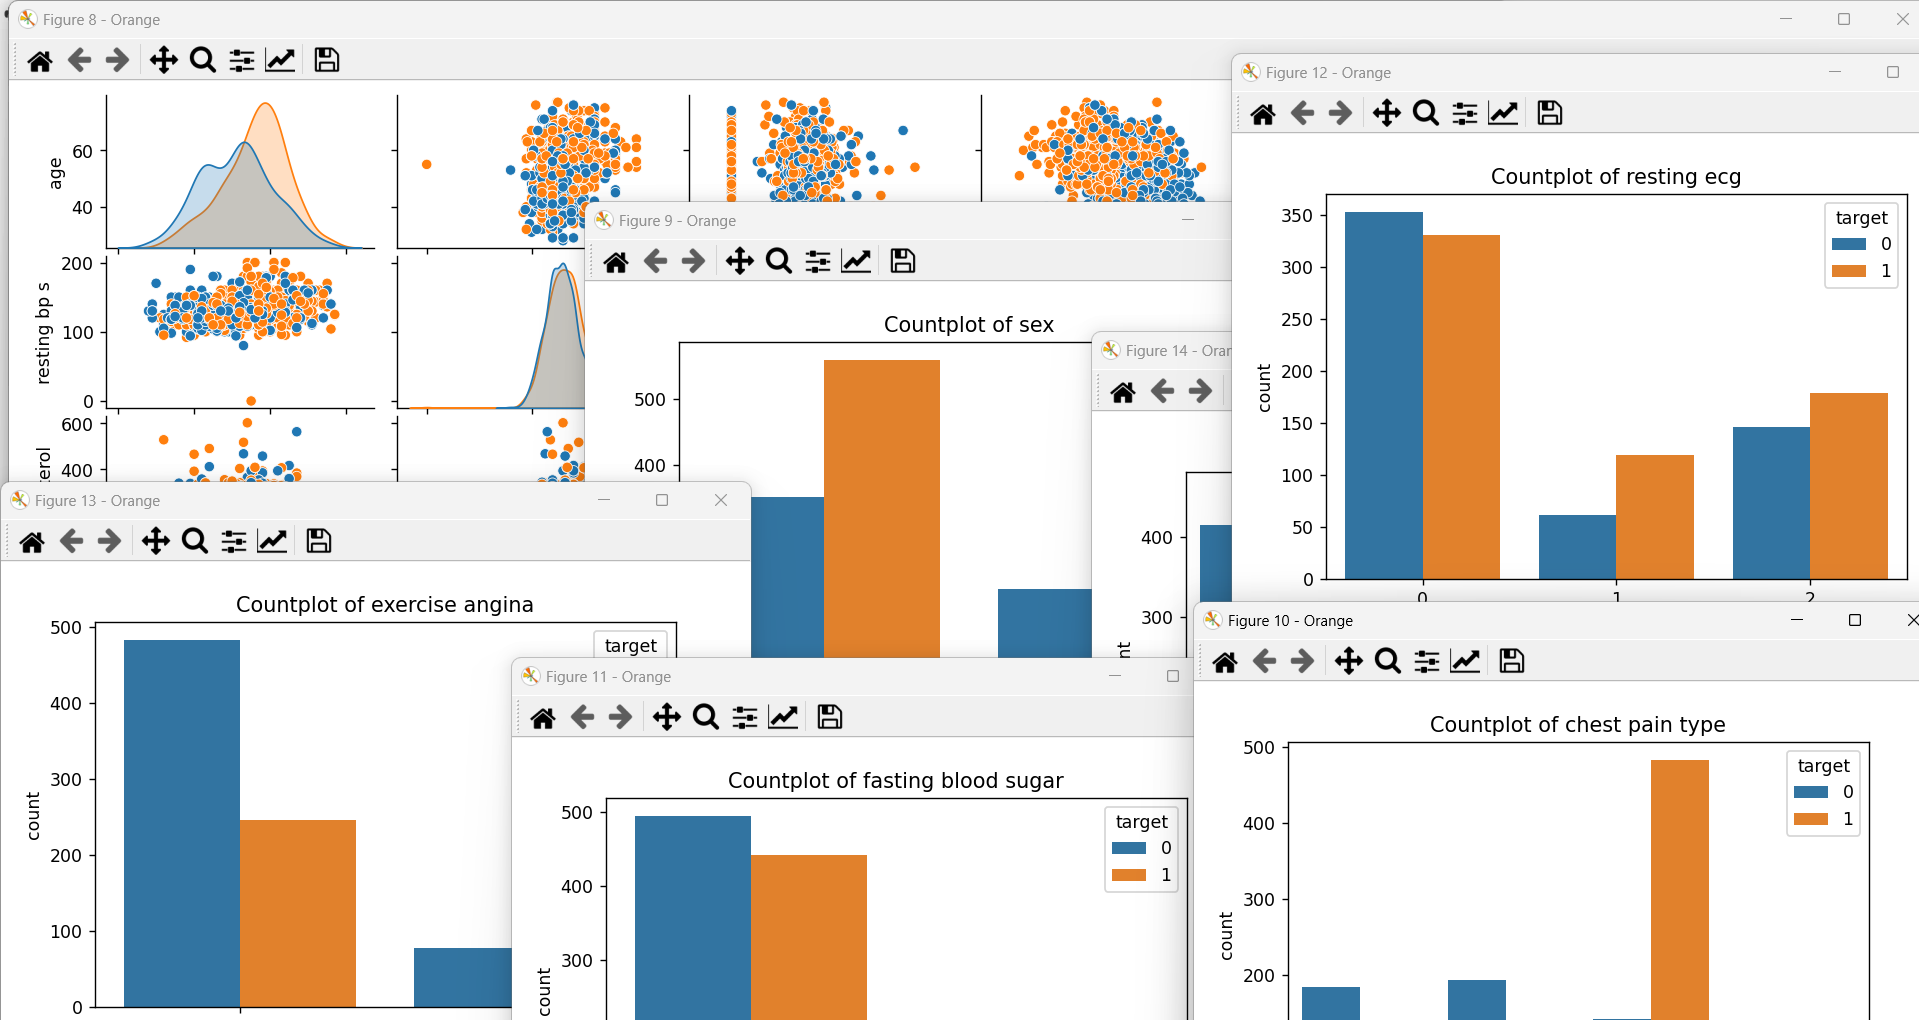 Figure 8 - Orange
age
60
40
resting bp s
200
100
0
600
400
terol
Figure 12 - Orange
Countplot of resting ecg
target
0
1
count
350
300
250
200
150
100
50
0
0
1
2
Figure 9 - Orange
Countplot of sex
500
400
Figure 14 - Oran
400
300
nt
Figure 13 - Orange
Countplot of exercise angina
target
count
500
400
300
200
100
0
Figure 11 - Orange
Countplot of fasting blood sugar
target
0
1
count
500
400
300
Figure 10 - Orange
Countplot of chest pain type
target
0
1
count
500
400
300
200